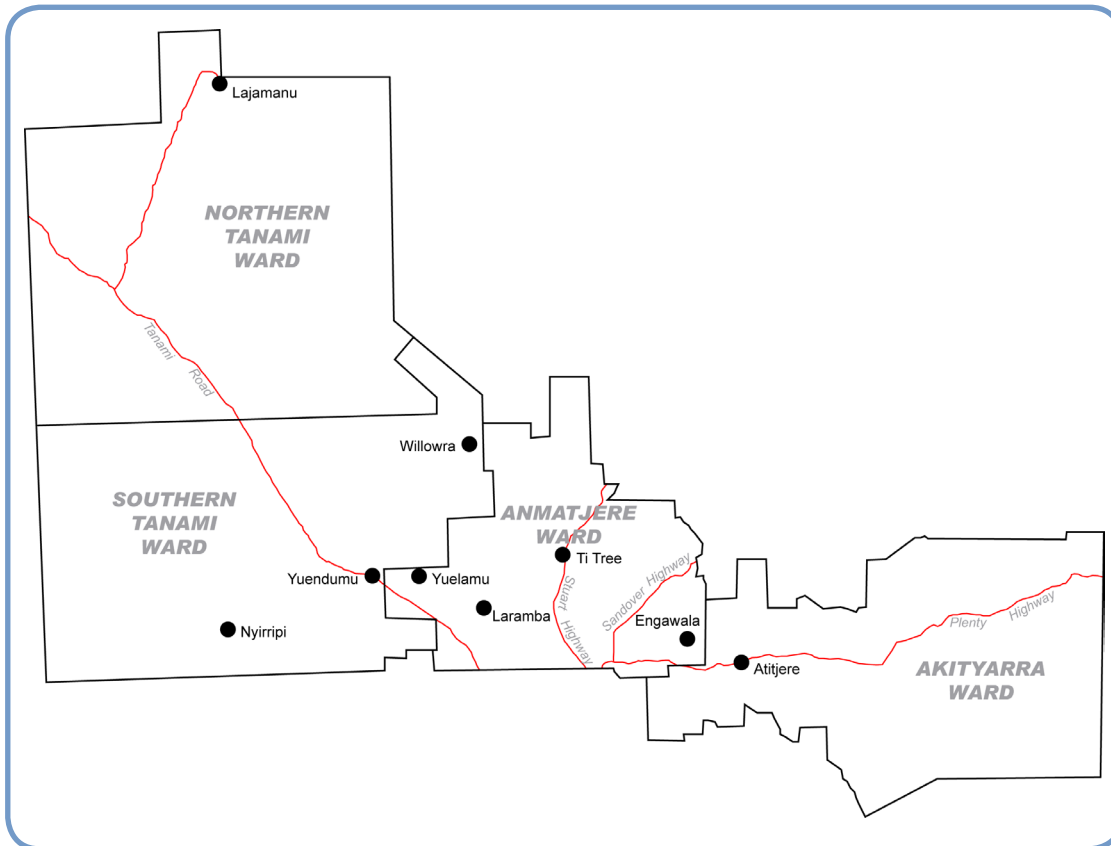 Lajamanu
NORTHERN
TANAMI
WARD
Tanami
Road
Willowra
SOUTHERN
TANAMI
WARD
ANMATJERE
WARD
Ti Tree
Yuendumu
Yuelamu
Laramba
Stuart
Highway
Sandover Highway
Engawala
Nyirripi
Plenty
Highway
Atitjere
AKITYARRA
WARD